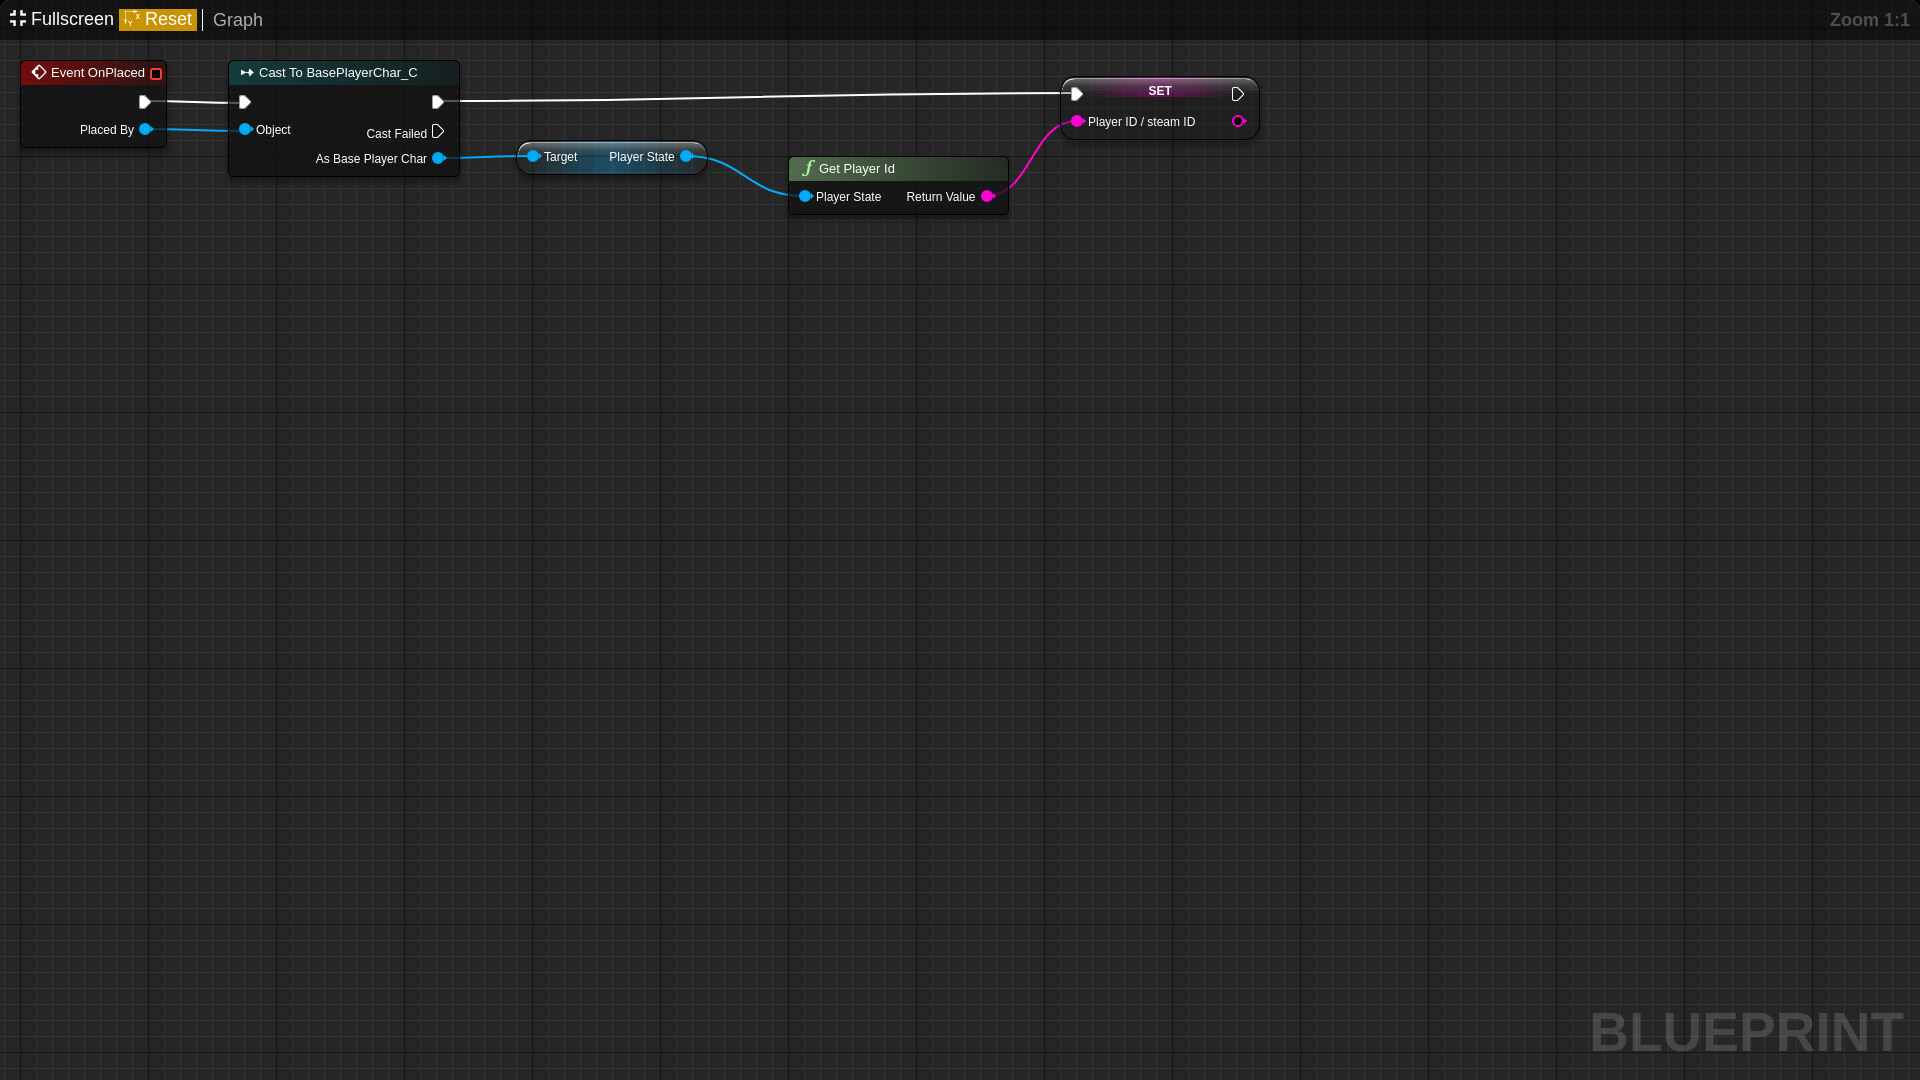 Fullscreen Reset Graph Zoom 1:1
Event OnPlaced
Placed By
Cast To BasePlayerChar_C
Object
Cast Failed
As Base Player Char
Target Player State
Get Player Id
Player State Return Value
SET
Player ID / steam ID
BLUEPRINT